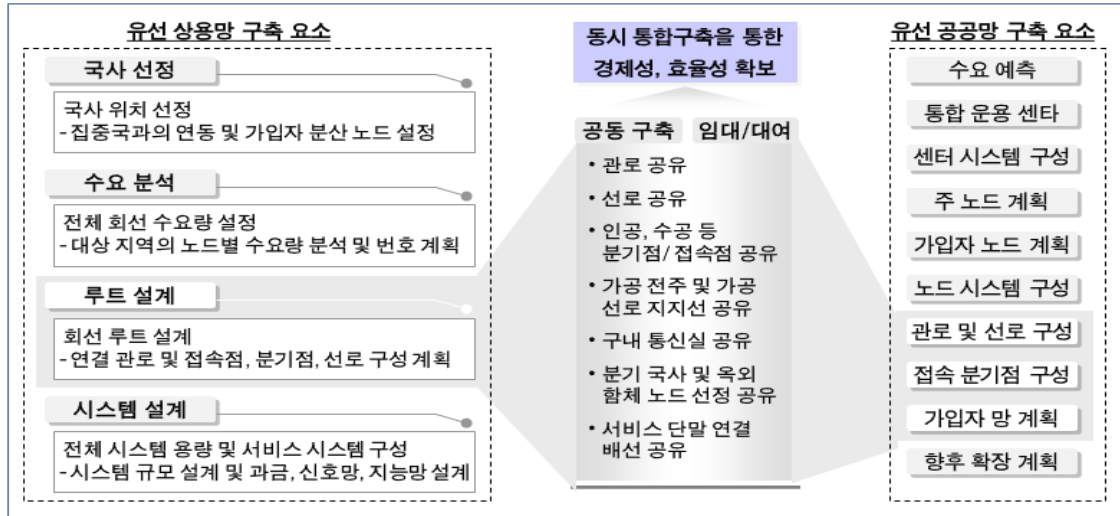 유선 상용망 구축 요소
국사 선정
국사 위치 선정
-집중국과의 연동 및 가입자 분산 노드 설정
수요 분석
전체 회선 수요량 설정
-대상 지역의 노드별 수요량 분석 및 번호 계획
루트 설계
회선 루트 설계
-연결 관로 및 접속점, 분기점, 선로 구성 계획
시스템 설계
전체 시스템 용량 및 서비스 시스템 구성
-시스템 규모 설계 및 과금, 신호망, 지능망 설계
동시 통합구축을 통한
경제성, 효율성 확보
공동 구축 임대/대여
• 관로 공유
• 선로 공유
• 인공, 수공 등
분기점/ 접속점 공유
• 가공 전주 및 가공
선로 지지선 공유
• 구내 통신실 공유
• 분기 국사 및 옥외
함체 노드 선정 공유
• 서비스 단말 연결
배선 공유
유선 공공망 구축 요소
수요 예측
통합 운용 센타
센터 시스템 구성
주 노드 계획
가입자 노드 계획
노드 시스템 구성
관로 및 선로 구성
접속 분기점 구성
가입자 망 계획
향후 확장 계획